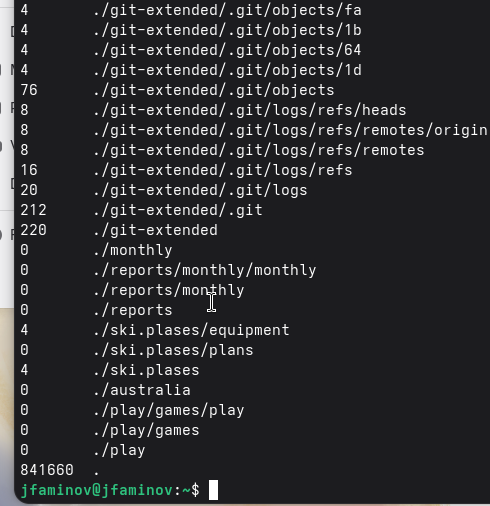 4 ./git-extended/.git/objects/fa
4 ./git-extended/.git/objects/1b
4 ./git-extended/.git/objects/64
4 ./git-extended/.git/objects/1d
76 ./git-extended/.git/objects
8 ./git-extended/.git/logs/refs/heads
8 ./git-extended/.git/logs/refs/remotes/origin
8 ./git-extended/.git/logs/refs/remotes
16 ./git-extended/.git/logs/refs
20 ./git-extended/.git/logs
212 ./git-extended/.git
220 ./git-extended
0 ./monthly
0 ./reports/monthly/monthly
0 ./reports/monthly
0 ./reports
4 ./ski.plases/equipment
0 ./ski.plases/plans
4 ./ski.plases
0 ./australia
0 ./play/games/play
0 ./play/games
0 ./play
841660 .
jfaminov@jfaminov:~$